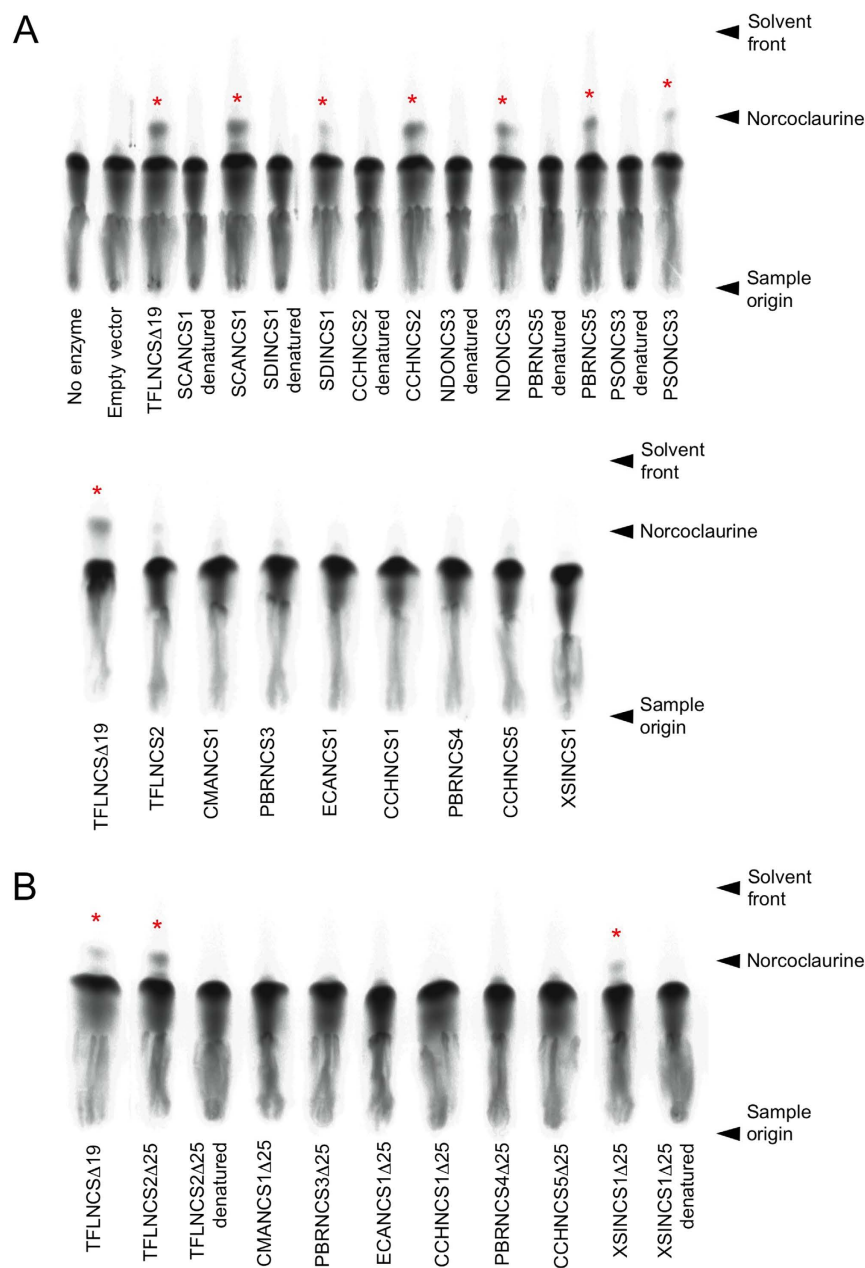 A
Solvent
front
*
*
*
*
*
*
*
Norcoclaurine
Sample
origin
No enzyme
Empty vector
TFLNCSΔ19
SCANCS1
denatured
SCANCS1
SDINCS1
denatured
SDINCS1
CCHNCS2
denatured
CCHNCS2
NDONCS3
denatured
NDONCS3
PBRNCS5
denatured
PBRNCS5
PSONCS3
denatured
PSONCS3
Solvent
front
*
Norcoclaurine
Sample
origin
TFLNCSΔ19
TFLNCS2
CMANCS1
PBRNCS3
ECANCS1
CCHNCS1
PBRNCS4
CCHNCS5
XSINCS1
B
Solvent
front
*
*
*
Norcoclaurine
Sample
origin
TFLNCSΔ19
TFLNCS2Δ25
TFLNCS2Δ25
denatured
CMANCS1Δ25
PBRNCS3Δ25
ECANCS1Δ25
CCHNCS1Δ25
PBRNCS4Δ25
CCHNCS5Δ25
XSINCS1Δ25
XSINCS1Δ25
denatured